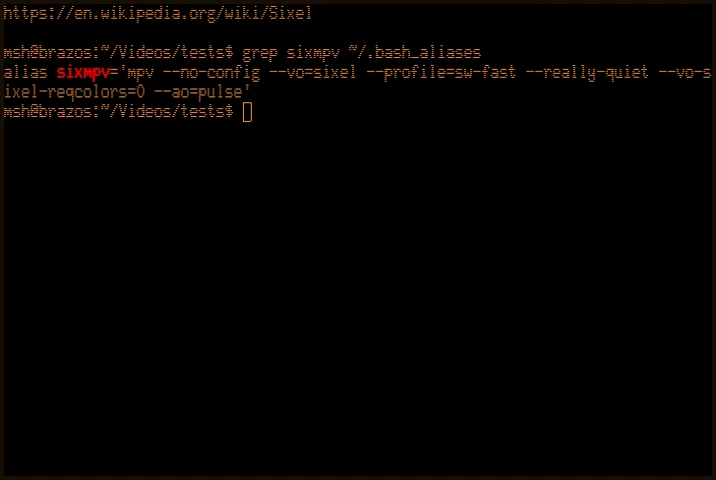 https://en.wikipedia.org/wiki/Sixel
msh@brazos:~/Videos/tests$ grep sixmpv ~/.bash_aliases
alias sixmpv='mpv --no-config --vo=sixel --profile=sw-fast --really-quiet --vo-s
ixel-reqcolors=0 --ao=pulse'
msh@brazos:~/Videos/tests$